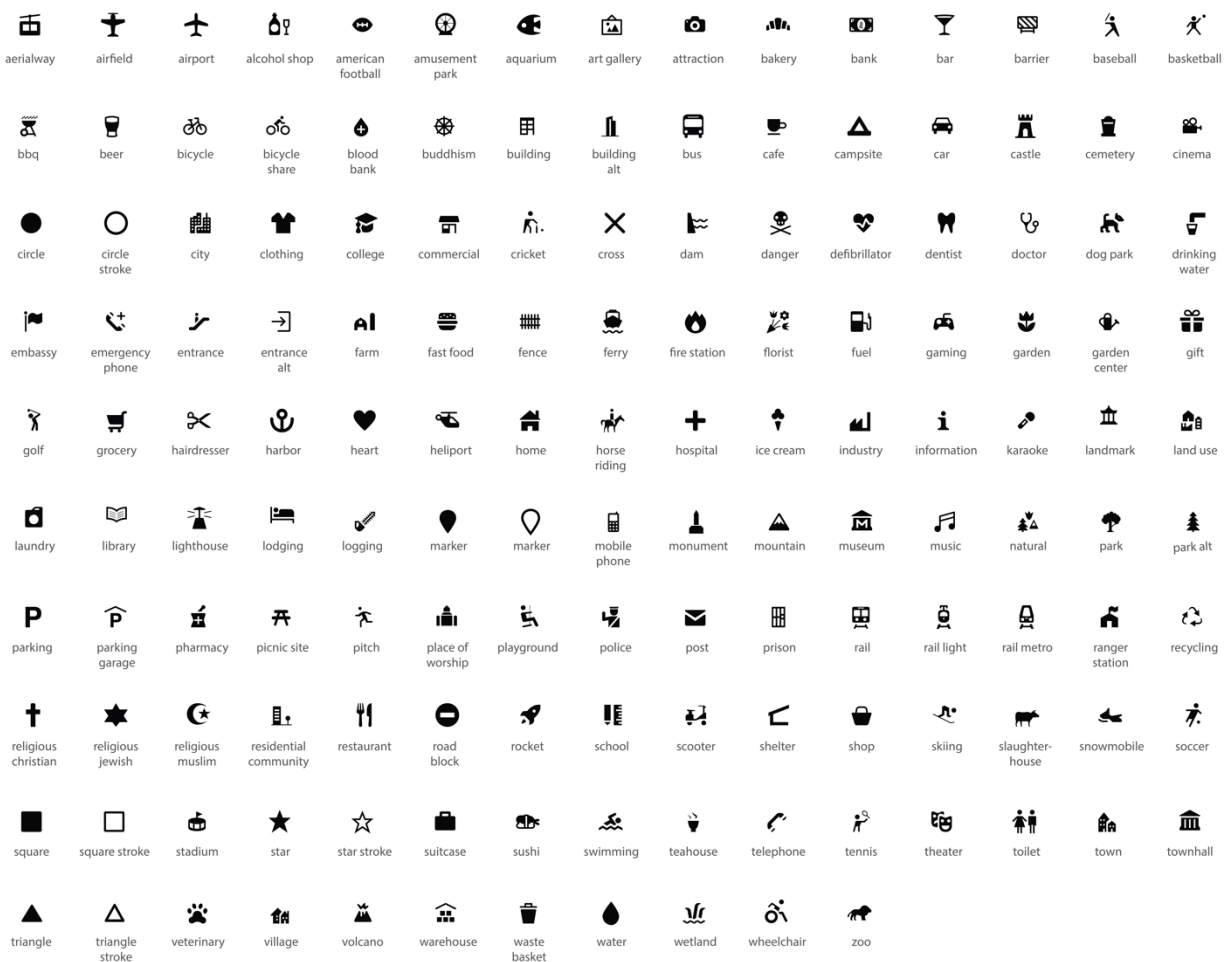 aerialway airfield airport alcohol shop american football amusement park aquarium art gallery attraction bakery bank bar barrier baseball basketball
bbq beer bicycle bicycle share blood bank buddhism building building alt bus cafe campsite car castle cemetery cinema
circle circle stroke city clothing college commercial cricket cross dam danger defibrillator dentist doctor dog park drinking water
embassy emergency phone entrance entrance alt farm fast food fence ferry fire station florist fuel gaming garden garden center gift
golf grocery hairdresser harbor heart heliport home horse riding hospital ice cream industry information karaoke landmark land use
laundry library lighthouse lodging logging marker marker mobile phone monument mountain museum music natural park park alt
parking parking garage pharmacy picnic site pitch place of worship playground police post prison rail rail light rail metro ranger station recycling
religious christian religious jewish religious muslim residential community restaurant road block rocket school scooter shelter shop skiing slaughter-house snowmobile soccer
square square stroke stadium star star stroke suitcase sushi swimming teahouse telephone tennis theater toilet town townhall
triangle triangle stroke veterinary village volcano warehouse waste basket water wetland wheelchair zoo